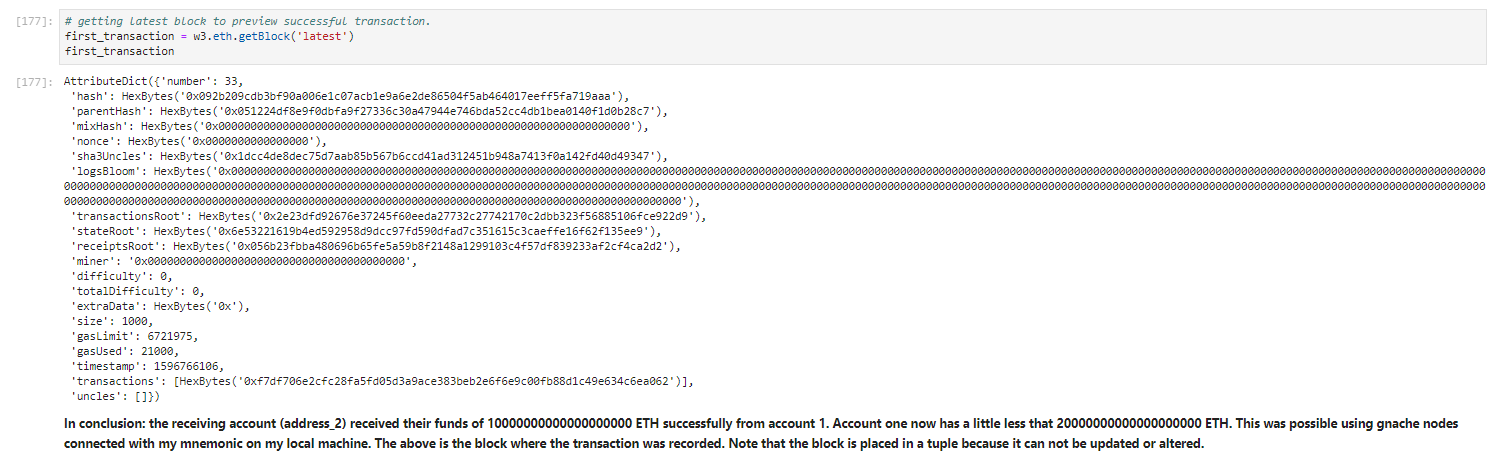 [177]: # getting latest block to preview successful transaction.
first_transaction = w3.eth.getBlock('latest')
first_transaction
[177]: AttributeDict({'number': 33,
'hash': HexBytes('0x092b209cdb3bf90a006e1c07acb1e9a6e2de86504f5ab464017eeff5fa719aaa'),
'parentHash': HexBytes('0x051224df8e9f0dbfa9f27336c30a47944e746bda52cc4db1bea0140f1d0b28c7'),
'mixHash': HexBytes('0x0000000000000000000000000000000000000000000000000000000000000000'),
'nonce': HexBytes('0x0000000000000000'),
'sha3Uncles': HexBytes('0x1dcc4de8dec75d7aab85b567b6ccd41ad312451b948a7413f0a142fd40d49347'),
'logsBloom': HexBytes('0x000000000000000000000000000000000000000000000000000000000000000000000000000000000000000000000000000000000000000000000000000000000000000000000000000000000000000000000000000000000000000000000000000
00000000000000000000000000000000000000000000000000000000000000000000000000000000000000000000000000000000000000000000000000000000000000000000000000000000000000000000000000000000000000000000000000000000000000000000000000000000000000000
000000000000000000000000000000000000000000000000000000000000000000000000000000000000000000000000'),
'transactionsRoot': HexBytes('0x2e23dfd92676e37245f60eeda27732c27742170c2dbb323f56885106fce922d9'),
'stateRoot': HexBytes('0x6e53221619b4ed592958d9dcc97fd590dfad7c351615c3caeffe16f62f135ee9'),
'receiptsRoot': HexBytes('0x056b23fbba480696b65fe5a59b8f2148a1299103c4f57df839233af2cf4ca2d2'),
'miner': '0x0000000000000000000000000000000000000000',
'difficulty': 0,
'totalDifficulty': 0,
'extraData': HexBytes('0x'),
'size': 1000,
'gasLimit': 6721975,
'gasUsed': 21000,
'timestamp': 1596766106,
'transactions': [HexBytes('0xf7df706e2cfc28fa5fd05d3a9ace383beb2e6f6e9c00fb88d1c49e634c6ea062')],
'uncles': []})
In conclusion: the receiving account (address_2) received their funds of 10000000000000000000 ETH successfully from account 1. Account one now has a little less that 20000000000000000000 ETH. This was possible using gnache nodes
connected with my mnemonic on my local machine. The above is the block where the transaction was recorded. Note that the block is placed in a tuple because it can not be updated or altered.